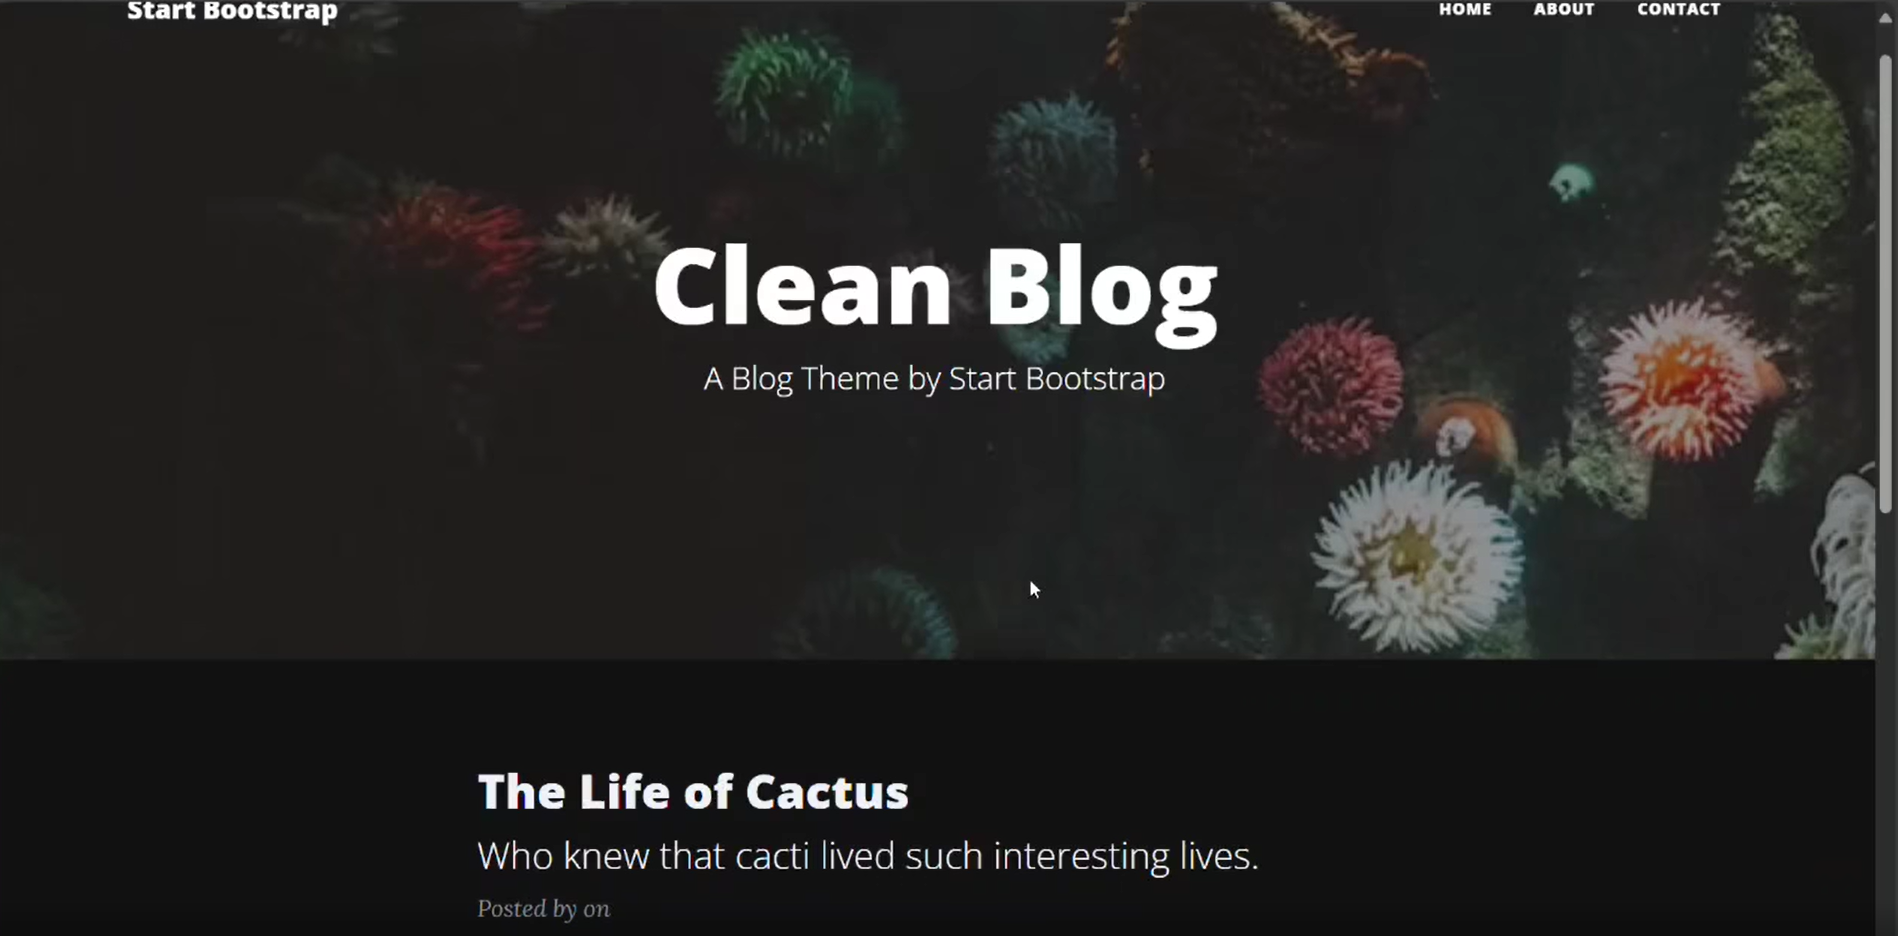 Start Bootstrap
HOME ABOUT CONTACT
Clean Blog
A Blog Theme by Start Bootstrap
The Life of Cactus
Who knew that cacti lived such interesting lives.
Posted by on